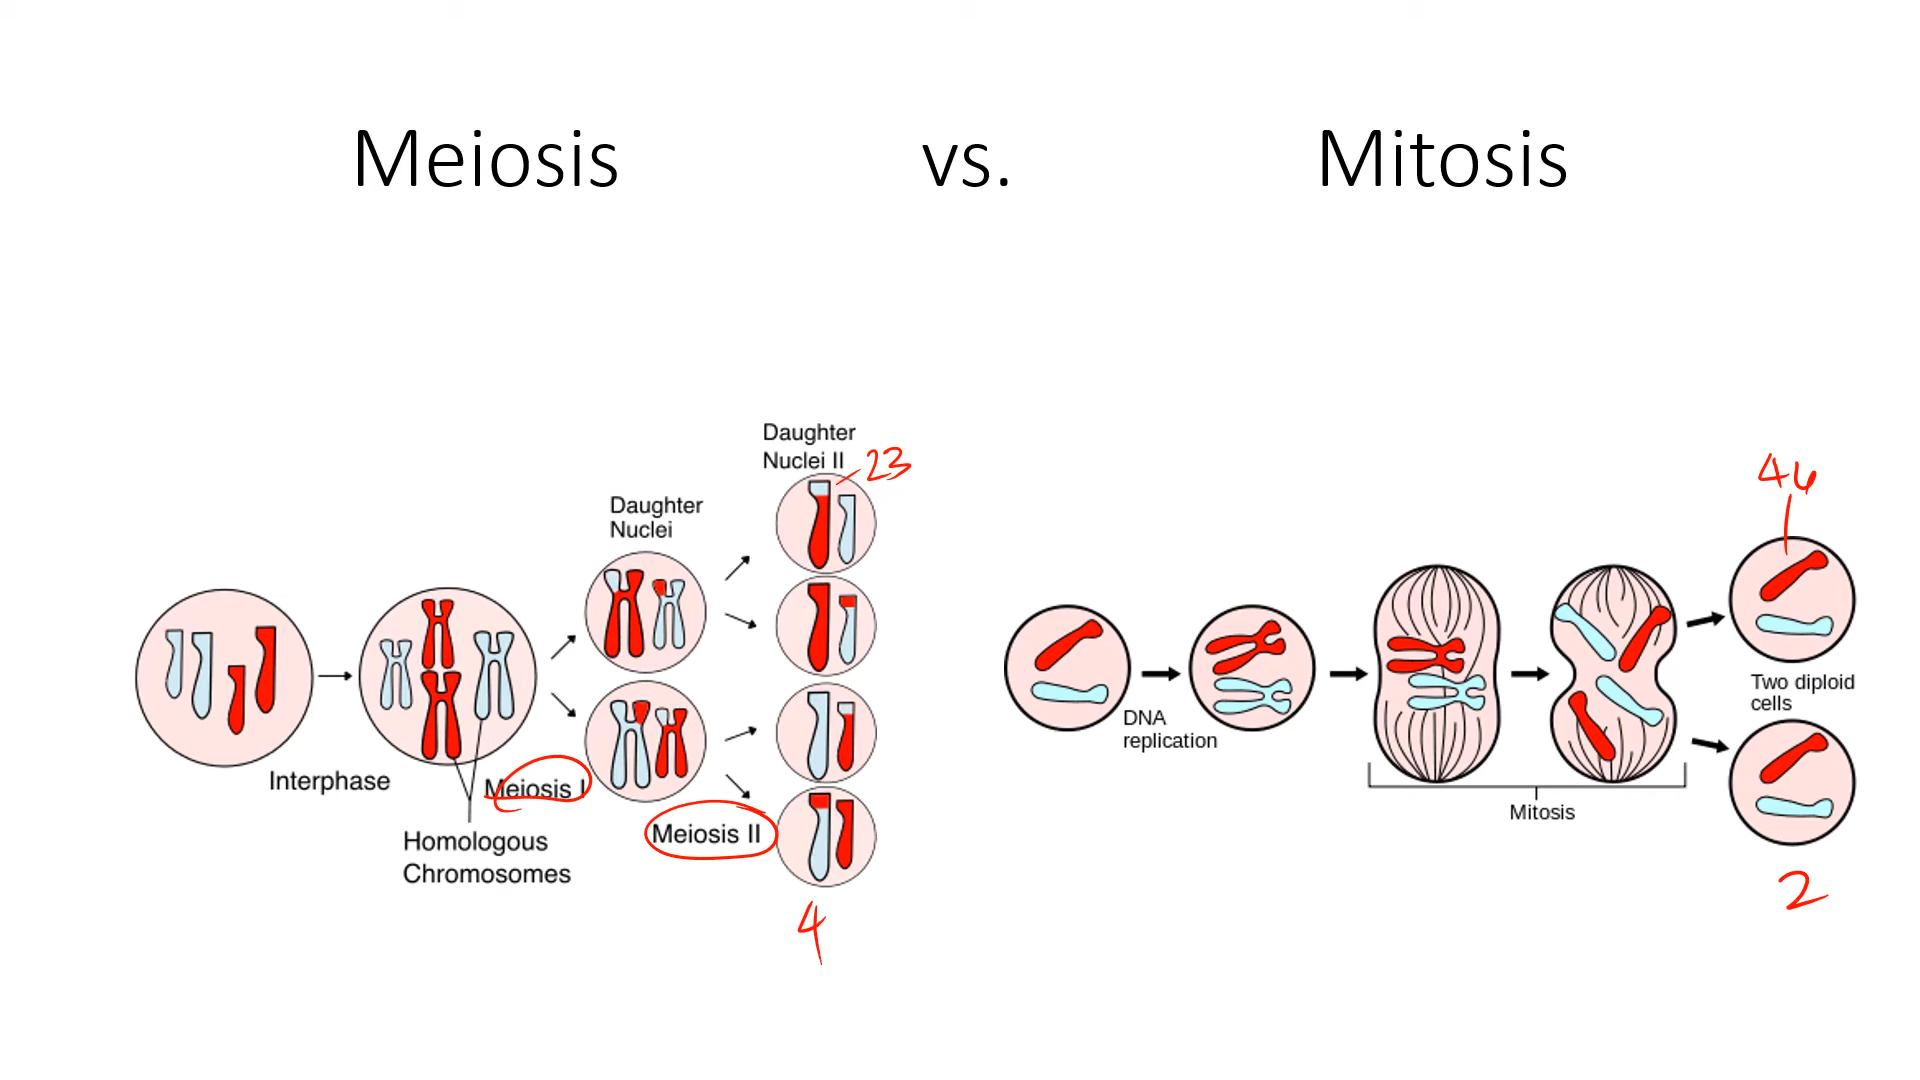 Meiosis vs. Mitosis
Daughter
Nuclei II
23
Daughter
Nuclei
Interphase
Meiosis I
Homologous
Chromosomes
Meiosis II
4
46
DNA
replication
Mitosis
Two diploid
cells
2